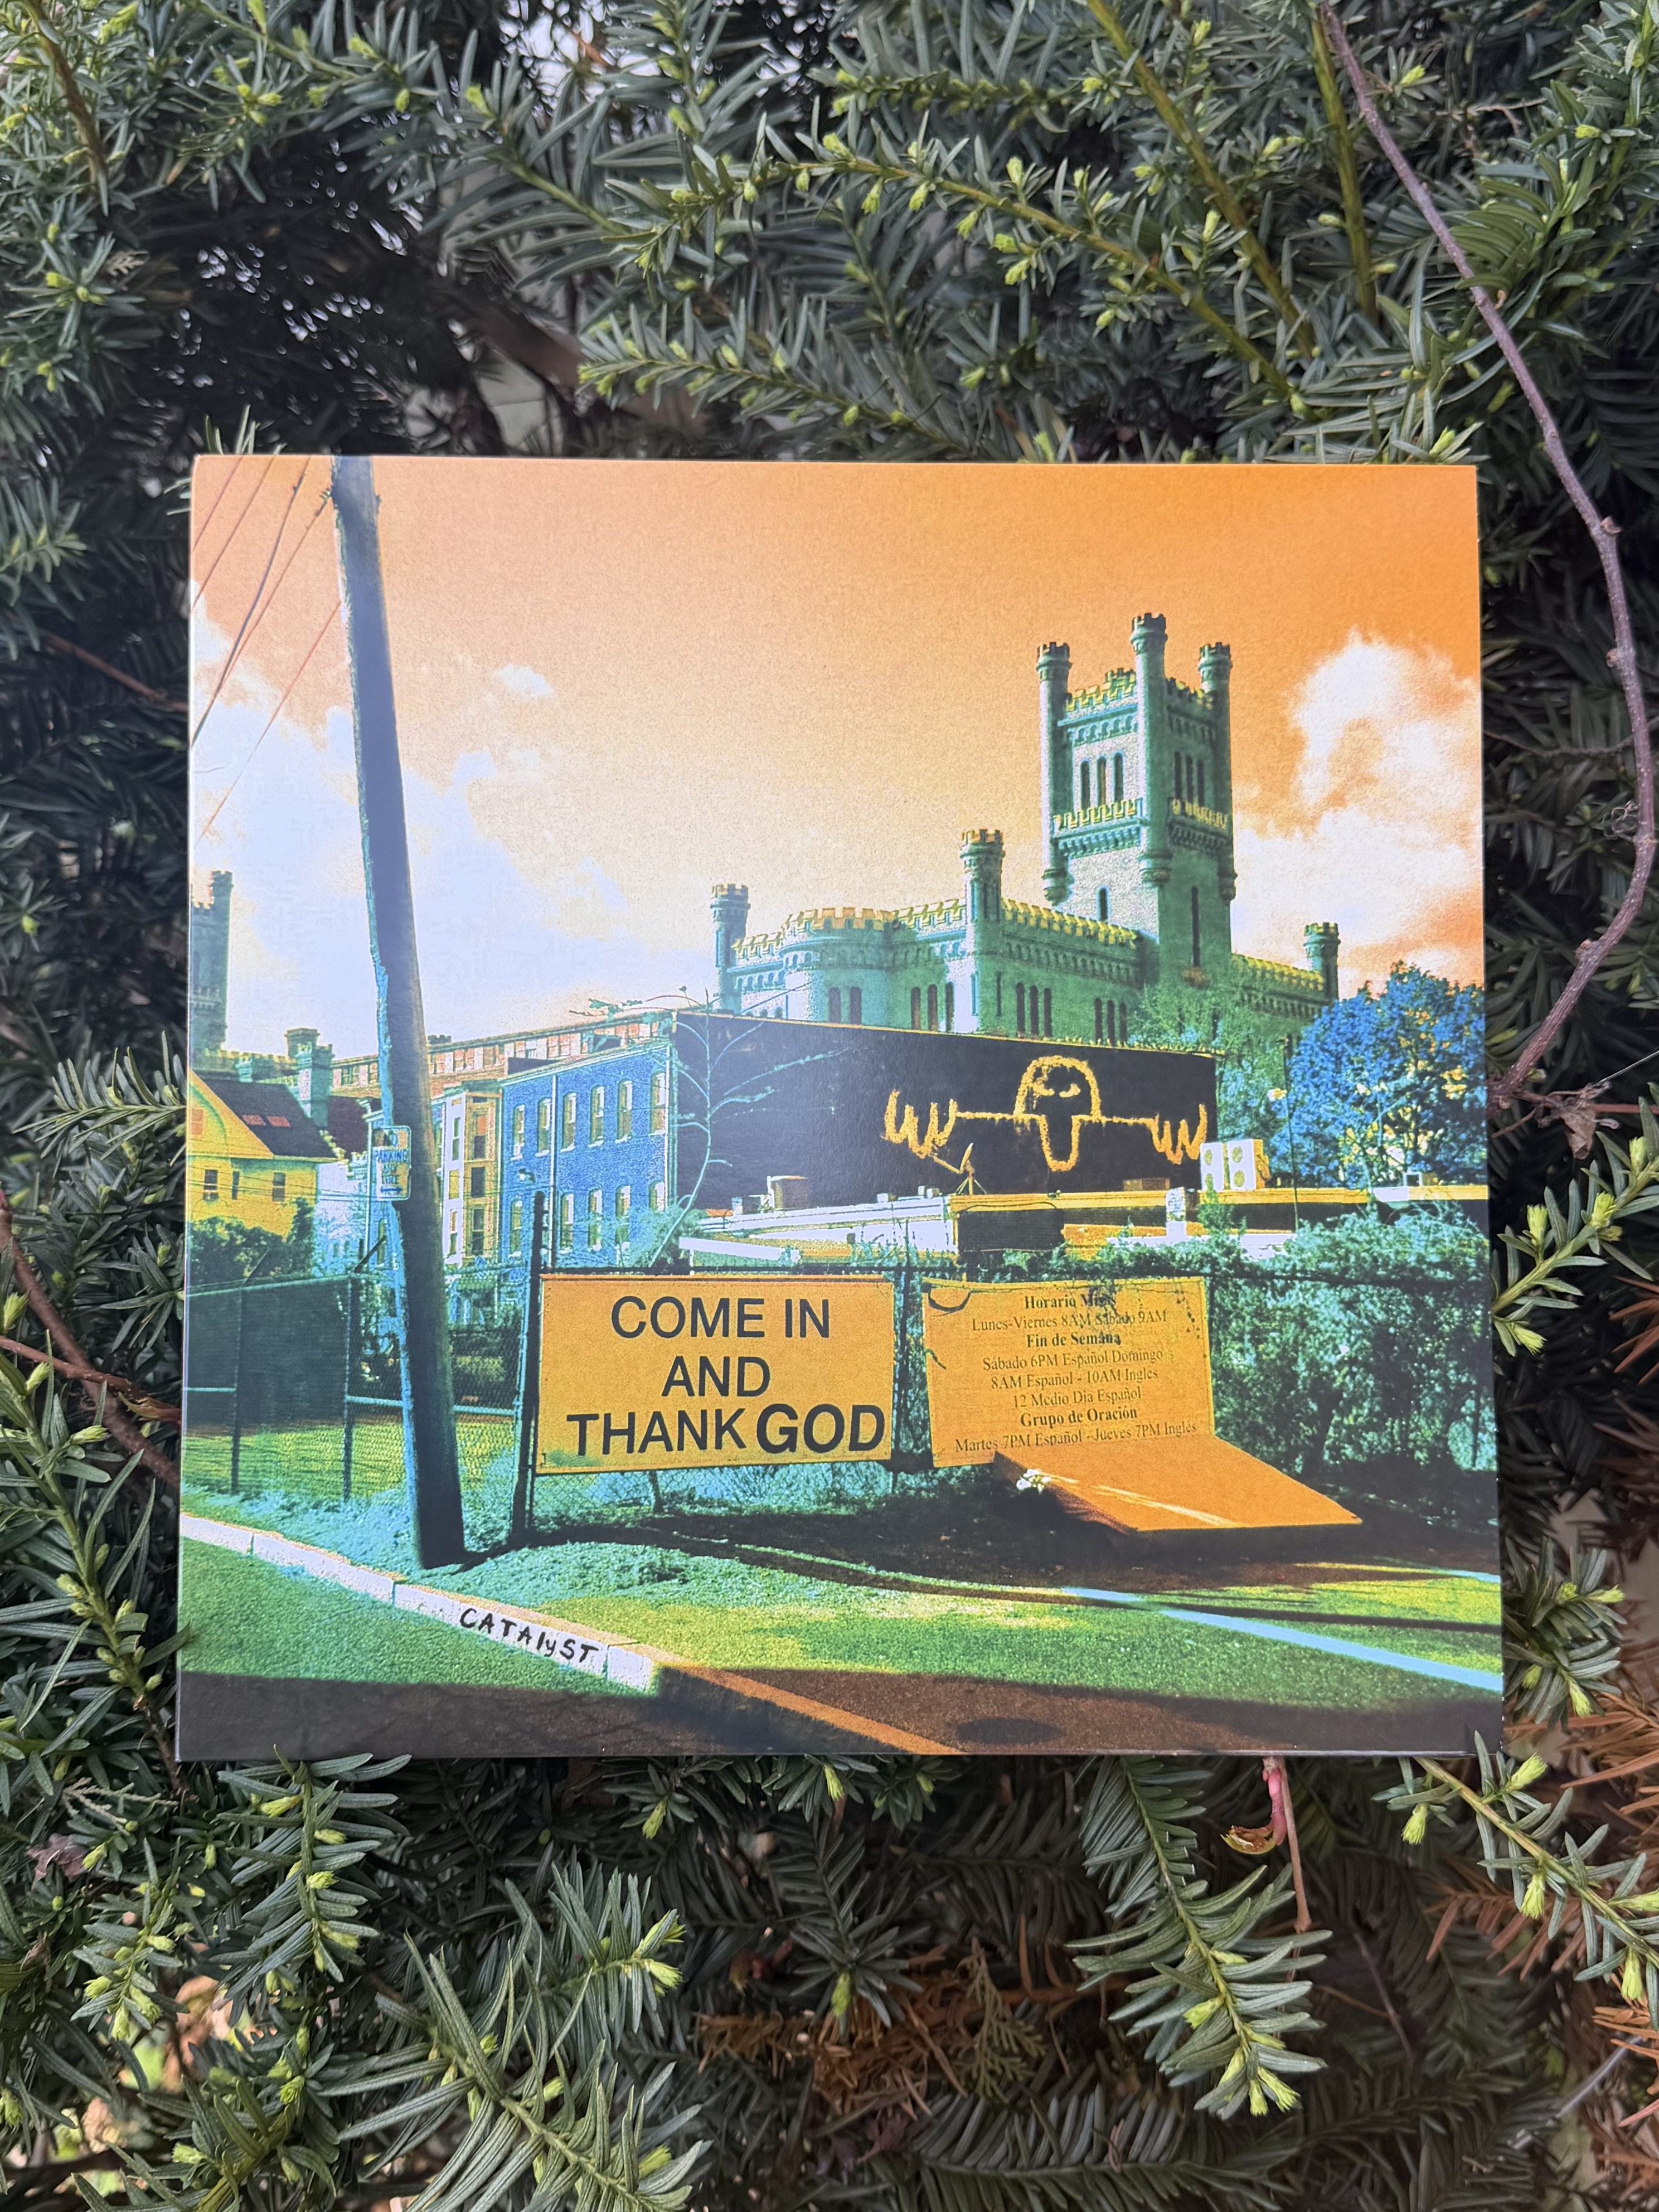 PARKING
COME IN
AND
THANK GOD
Horario Misas
Lunes-Viernes 8AM Sábado 9AM
Fin de Semana
Sábado 6PM Español Domingo
8AM Español - 10AM Ingles
12 Medio Dia Español
Grupo de Oración
Martes 7PM Español - Jueves 7PM Inglés
CATAlyST